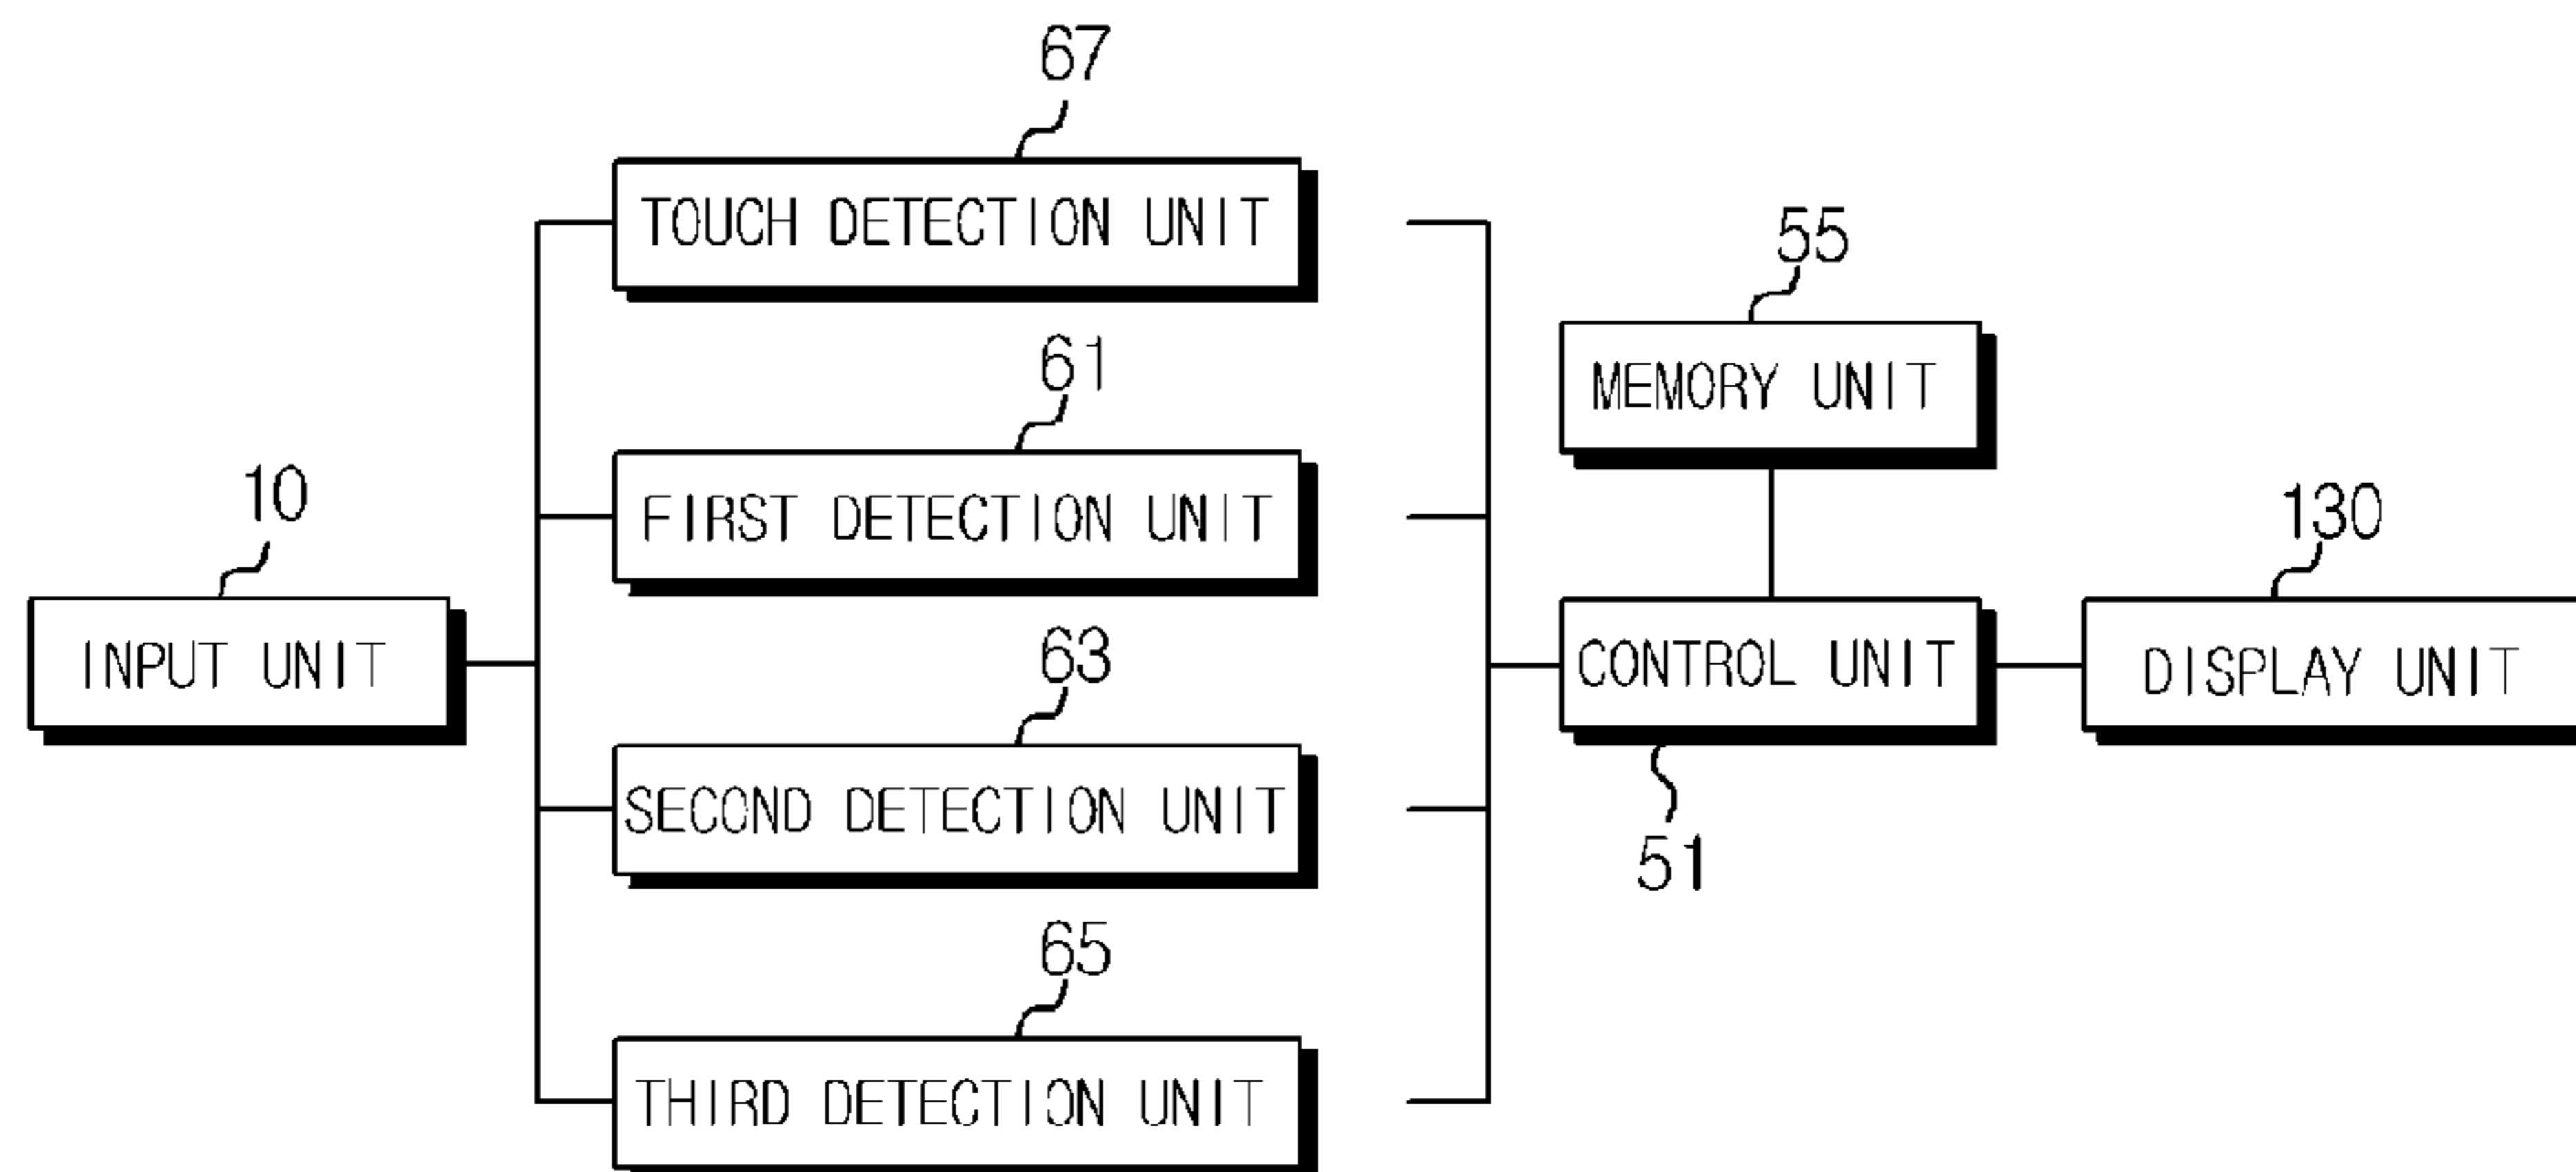 67
TOUCH DETECTION UNIT
55
61
MEMORY UNIT
10
FIRST DETECTION UNIT
130
63
INPUT UNIT
CONTROL UNIT
DISPLAY UNIT
SECOND DETECTION UNIT
51
65
THIRD DETECTION UNIT